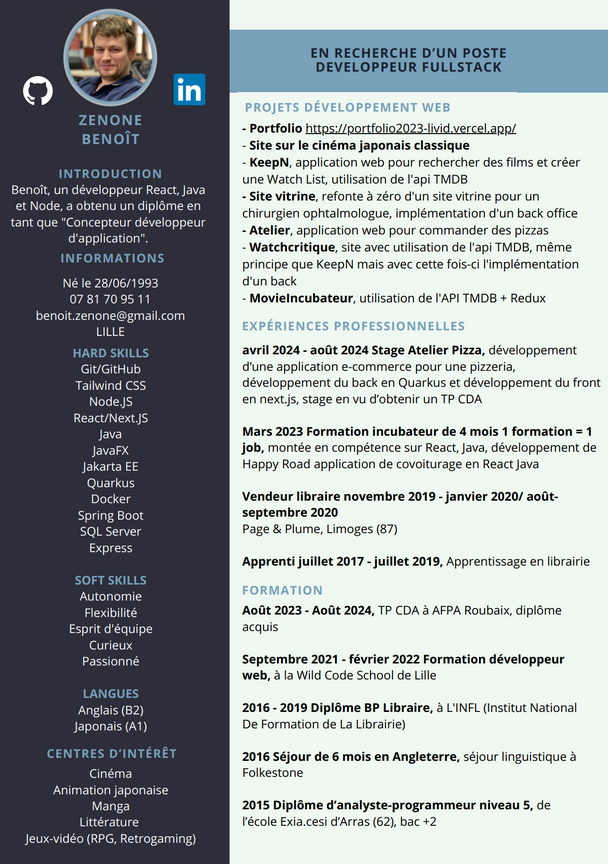 in
ZENONE
BENOÎT
INTRODUCTION
Benoît, un développeur React, Java
et Node, a obtenu un diplôme en
tant que "Concepteur développeur
d'application".
INFORMATIONS
Né le 28/06/1993
07 81 70 95 11
benoit.zenone@gmail.com
LILLE
HARD SKILLS
Git/GitHub
Tailwind CSS
Node.JS
React/Next.JS
Java
JavaFX
Jakarta EE
Quarkus
Docker
Spring Boot
SQL Server
Express
SOFT SKILLS
Autonomie
Flexibilité
Esprit d'équipe
Curieux
Passionné
LANGUES
Anglais (B2)
Japonais (A1)
CENTRES D’INTÉRÊT
Cinéma
Animation japonaise
Manga
Littérature
Jeux-vidéo (RPG, Retrogaming)
EN RECHERCHE D’UN POSTE
DEVELOPPEUR FULLSTACK
PROJETS DÉVELOPPEMENT WEB
- Portfolio https://portfolio2023-livid.vercel.app/
- Site sur le cinéma japonais classique
- KeepN, application web pour rechercher des films et créer
une Watch List, utilisation de l'api TMDB
- Site vitrine, refonte à zéro d'un site vitrine pour un
chirurgien ophtalmologue, implémentation d'un back office
- Atelier, application web pour commander des pizzas
- Watchcritique, site avec utilisation de l'api TMDB, même
principe que KeepN mais avec cette fois-ci l'implémentation
d'un back
- MovieIncubateur, utilisation de l'API TMDB + Redux
EXPÉRIENCES PROFESSIONNELLES
avril 2024 - août 2024 Stage Atelier Pizza, développement
d’une application e-commerce pour une pizzeria,
développement du back en Quarkus et développement du front
en next.js, stage en vu d’obtenir un TP CDA
Mars 2023 Formation incubateur de 4 mois 1 formation = 1
job, montée en compétence sur React, Java, développement de
Happy Road application de covoiturage en React Java
Vendeur libraire novembre 2019 - janvier 2020/ août-
septembre 2020
Page & Plume, Limoges (87)
Apprenti juillet 2017 - juillet 2019, Apprentissage en librairie
FORMATION
Août 2023 - Août 2024, TP CDA à AFPA Roubaix, diplôme
acquis
Septembre 2021 - février 2022 Formation développeur
web, à la Wild Code School de Lille
2016 - 2019 Diplôme BP Libraire, à L'INFL (Institut National
De Formation de La Librairie)
2016 Séjour de 6 mois en Angleterre, séjour linguistique à
Folkestone
2015 Diplôme d’analyste-programmeur niveau 5, de
l’école Exia.cesi d’Arras (62), bac +2